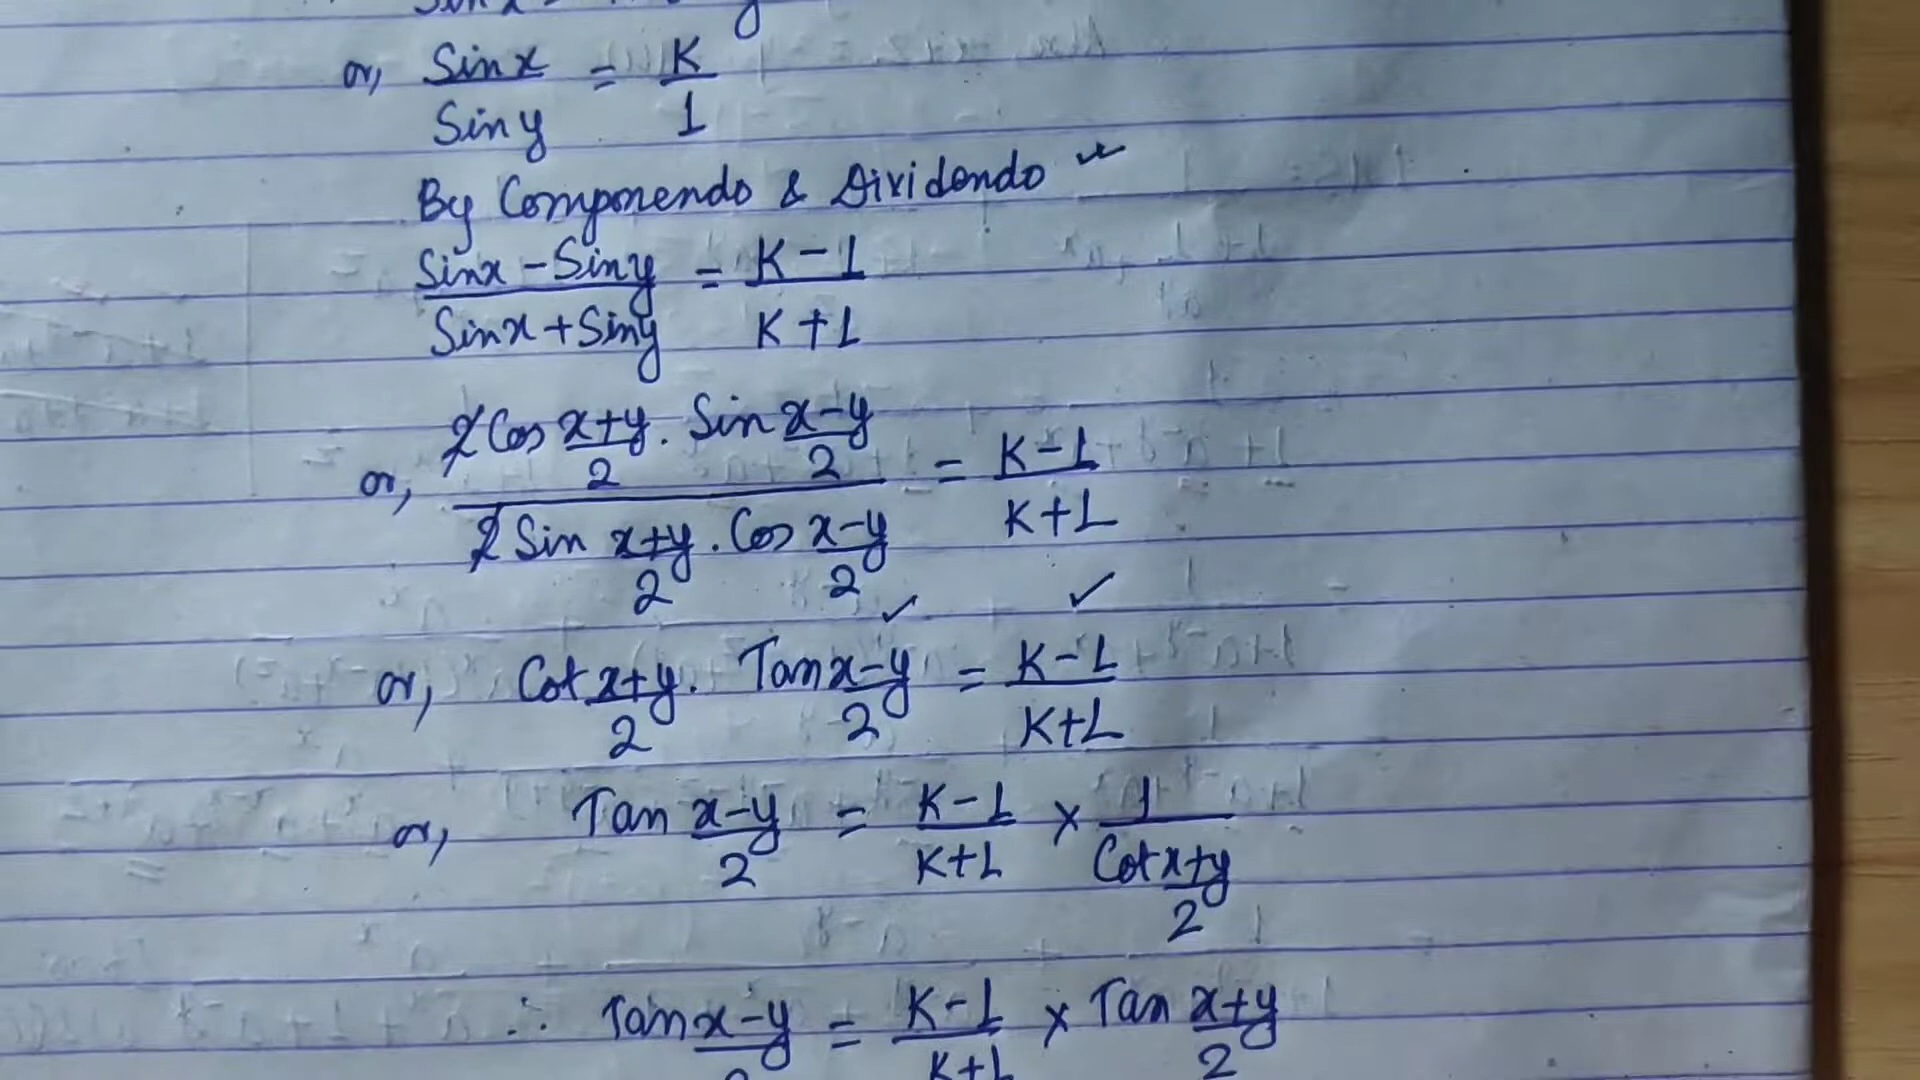 or, Sinx/Siny = K/1
By Componendo & Dividendo
Sinx - Siny/Sinx + Siny = K - 1/K + 1
or, 2 Cos x+y/2 . Sin x-y/2 / 2 Sin x+y/2 . Cos x-y/2 = K-1/K+1
or, Cot x+y/2 . Tan x-y/2 = K-1/K+1
or, Tan x-y/2 = K-1/K+1 × 1/Cot x+y/2
∴ Tan x-y = K-1/K+1 × Tan x+y/2